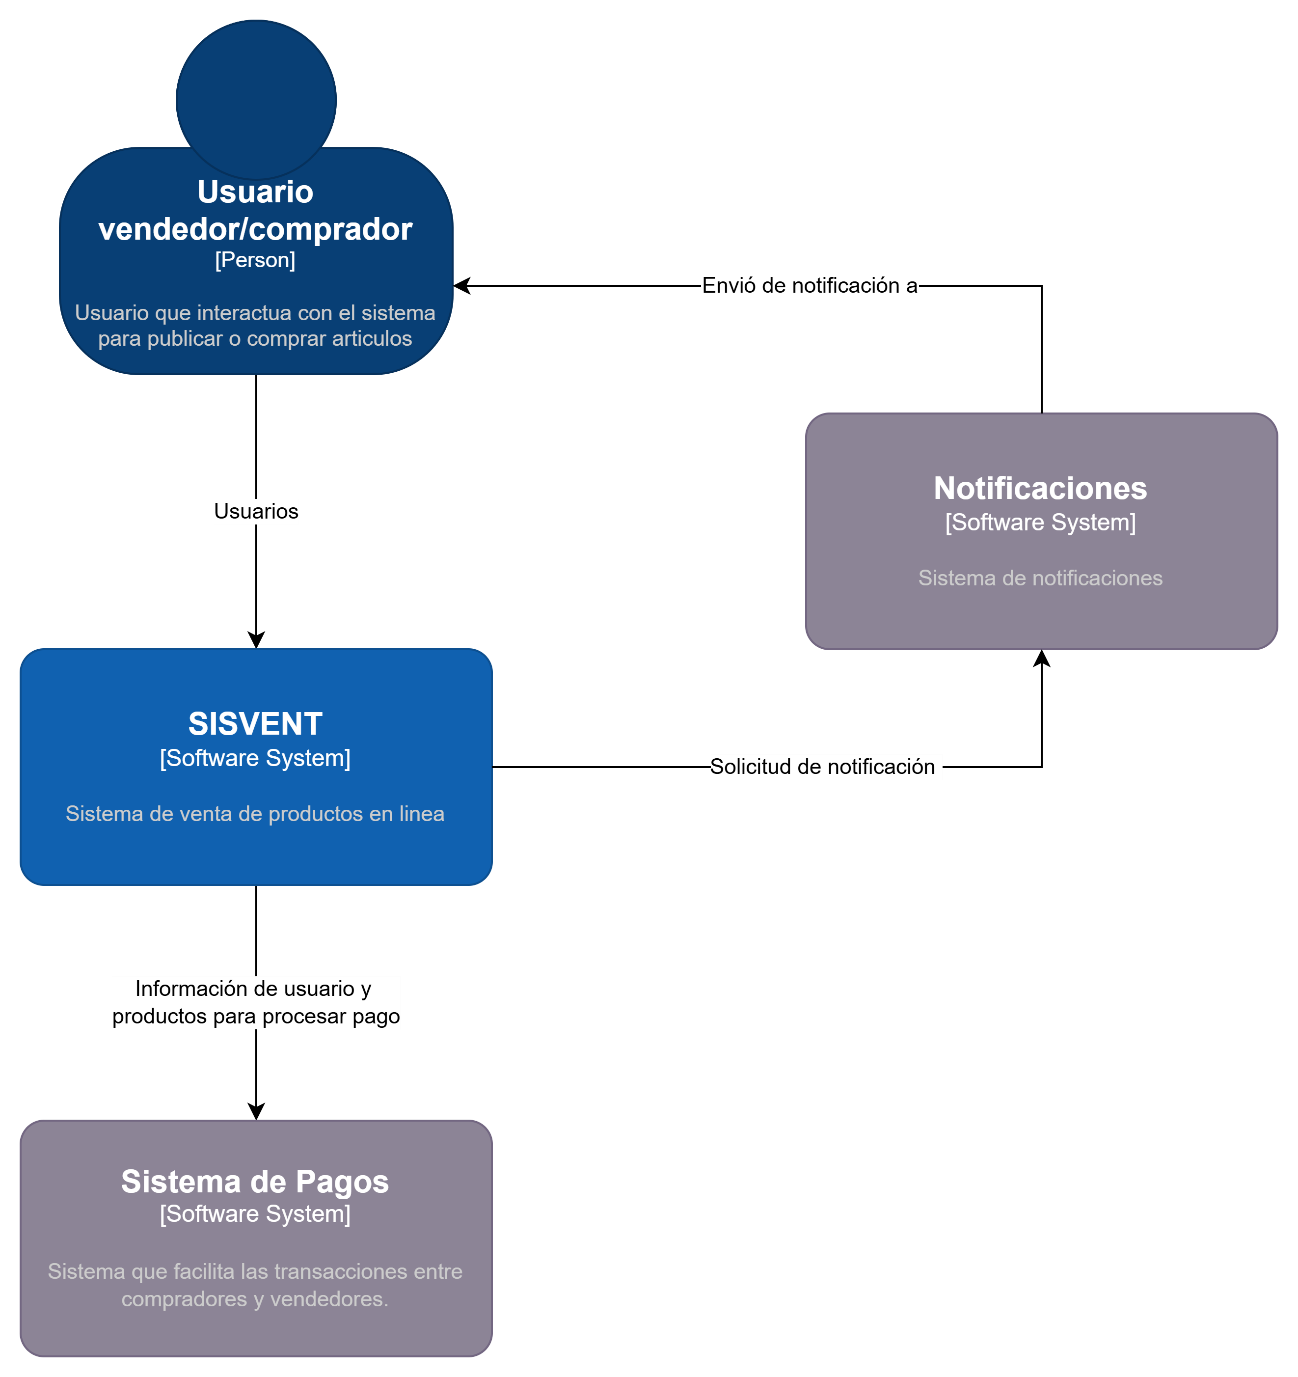 Usuario
vendedor/comprador
[Person]
Usuario que interactua con el sistema
para publicar o comprar articulos
Envió de notificación a
Usuarios
Notificaciones
[Software System]
Sistema de notificaciones
SISVENT
[Software System]
Sistema de venta de productos en linea
Solicitud de notificación
Información de usuario y
productos para procesar pago
Sistema de Pagos
[Software System]
Sistema que facilita las transacciones entre
compradores y vendedores.